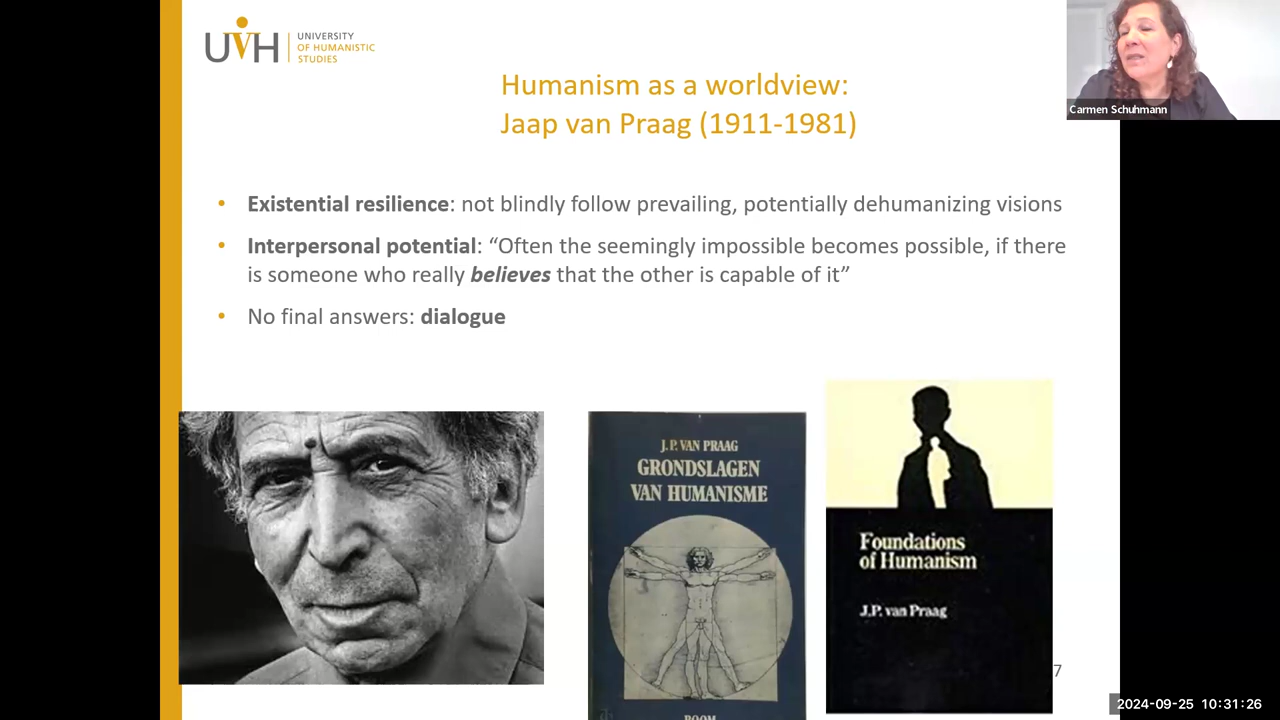 UVH UNIVERSITY
OF HUMANISTIC
STUDIES
Humanism as a worldview:
Jaap van Praag (1911-1981)
Carmen Schuhmann
• Existential resilience: not blindly follow prevailing, potentially dehumanizing visions
• Interpersonal potential: “Often the seemingly impossible becomes possible, if there
is someone who really believes that the other is capable of it”
• No final answers: dialogue
J.P. VAN PRAAG
GRONDSLAGEN
VAN HUMANISME
BOOM
Foundations
of Humanism
J.P. van Praag
7
2024-09-25 10:31:26